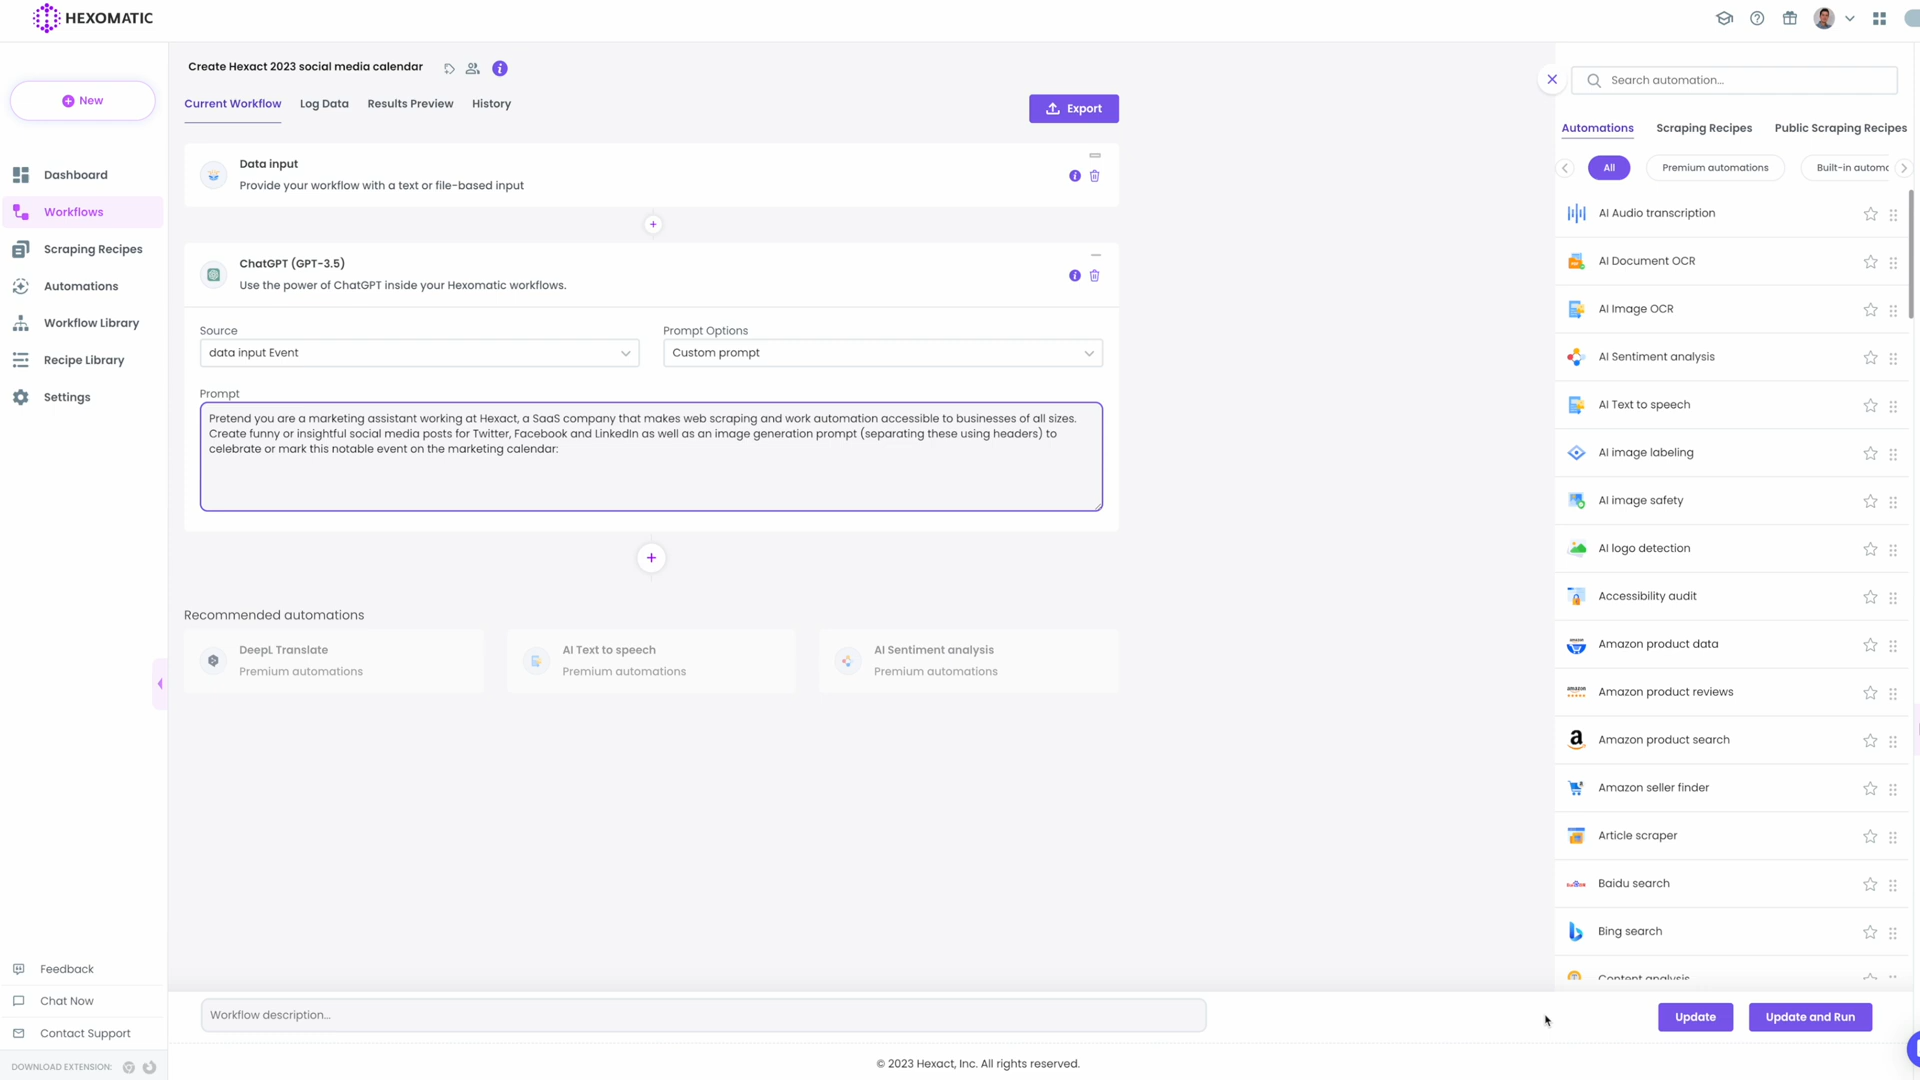 HEXOMATIC
New
Dashboard
Workflows
Scraping Recipes
Automations
Workflow Library
Recipe Library
Settings
Feedback
Chat Now
Contact Support
DOWNLOAD EXTENSION:
Create Hexact 2023 social media calendar
Current Workflow
Log Data
Results Preview
History
Export
Data input
Provide your workflow with a text or file-based input
ChatGPT (GPT-3.5)
Use the power of ChatGPT inside your Hexomatic workflows.
Source
data input Event
Prompt Options
Custom prompt
Prompt
Pretend you are a marketing assistant working at Hexact, a SaaS company that makes web scraping and work automation accessible to businesses of all sizes.
Create funny or insightful social media posts for Twitter, Facebook and LinkedIn as well as an image generation prompt (separating these using headers) to
celebrate or mark this notable event on the marketing calendar:
Recommended automations
DeepL Translate
Premium automations
AI Text to speech
Premium automations
AI Sentiment analysis
Premium automations
Search automation...
Automations
Scraping Recipes
Public Scraping Recipes
All
Premium automations
Built-in automa
AI Audio transcription
AI Document OCR
AI Image OCR
AI Sentiment analysis
AI Text to speech
AI image labeling
AI image safety
AI logo detection
Accessibility audit
Amazon product data
Amazon product reviews
Amazon product search
Amazon seller finder
Article scraper
Baidu search
Bing search
Content analysis
Workflow description...
Update
Update and Run
© 2023 Hexact, Inc. All rights reserved.